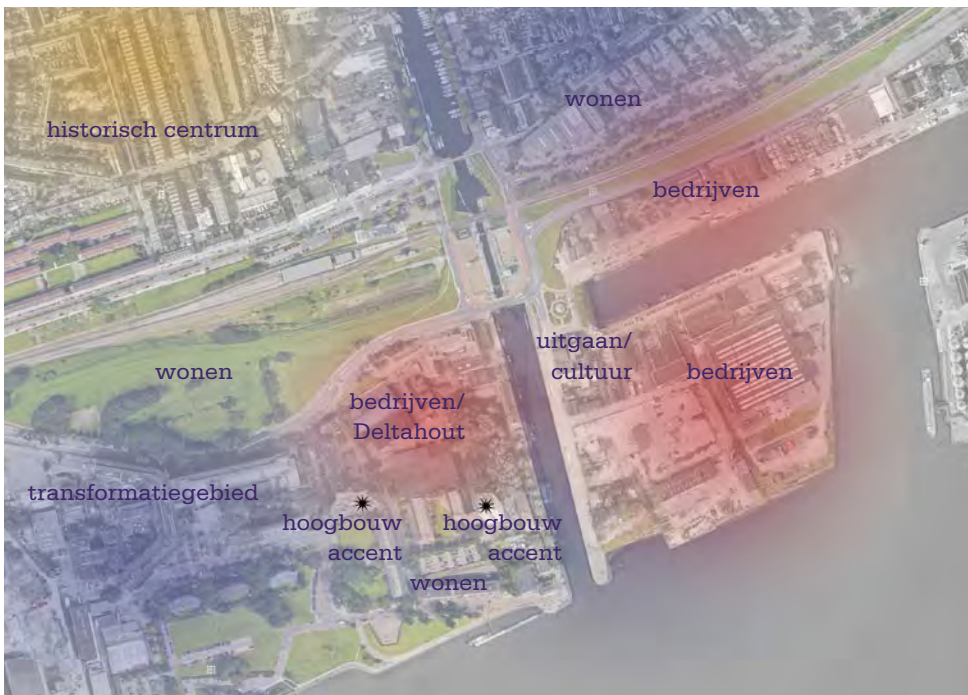 wonen
historisch centrum
bedrijven
uitgaan/
cultuur
wonen
bedrijven
bedrijven/
Deltahout
transformatiegebied
hoogbouw
accent
hoogbouw
accent
wonen